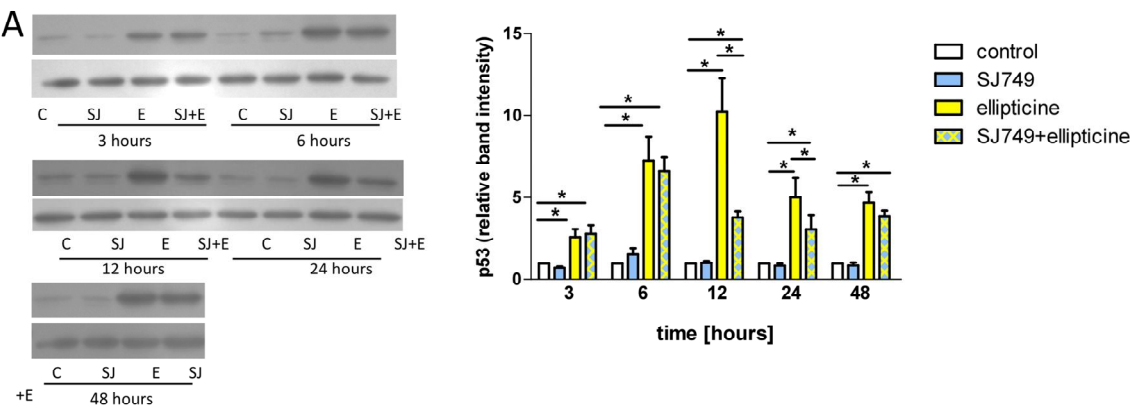 A
C SJ E SJ+E C SJ E SJ+E
3 hours 6 hours
C SJ E SJ+E C SJ E SJ+E
12 hours 24 hours
C SJ E SJ
+E 48 hours
p53 (relative band intensity)
15
10
5
0
* * * * * * * * * * * *
3 6 12 24 48
time [hours]
control
SJ749
ellipticine
SJ749+ellipticine